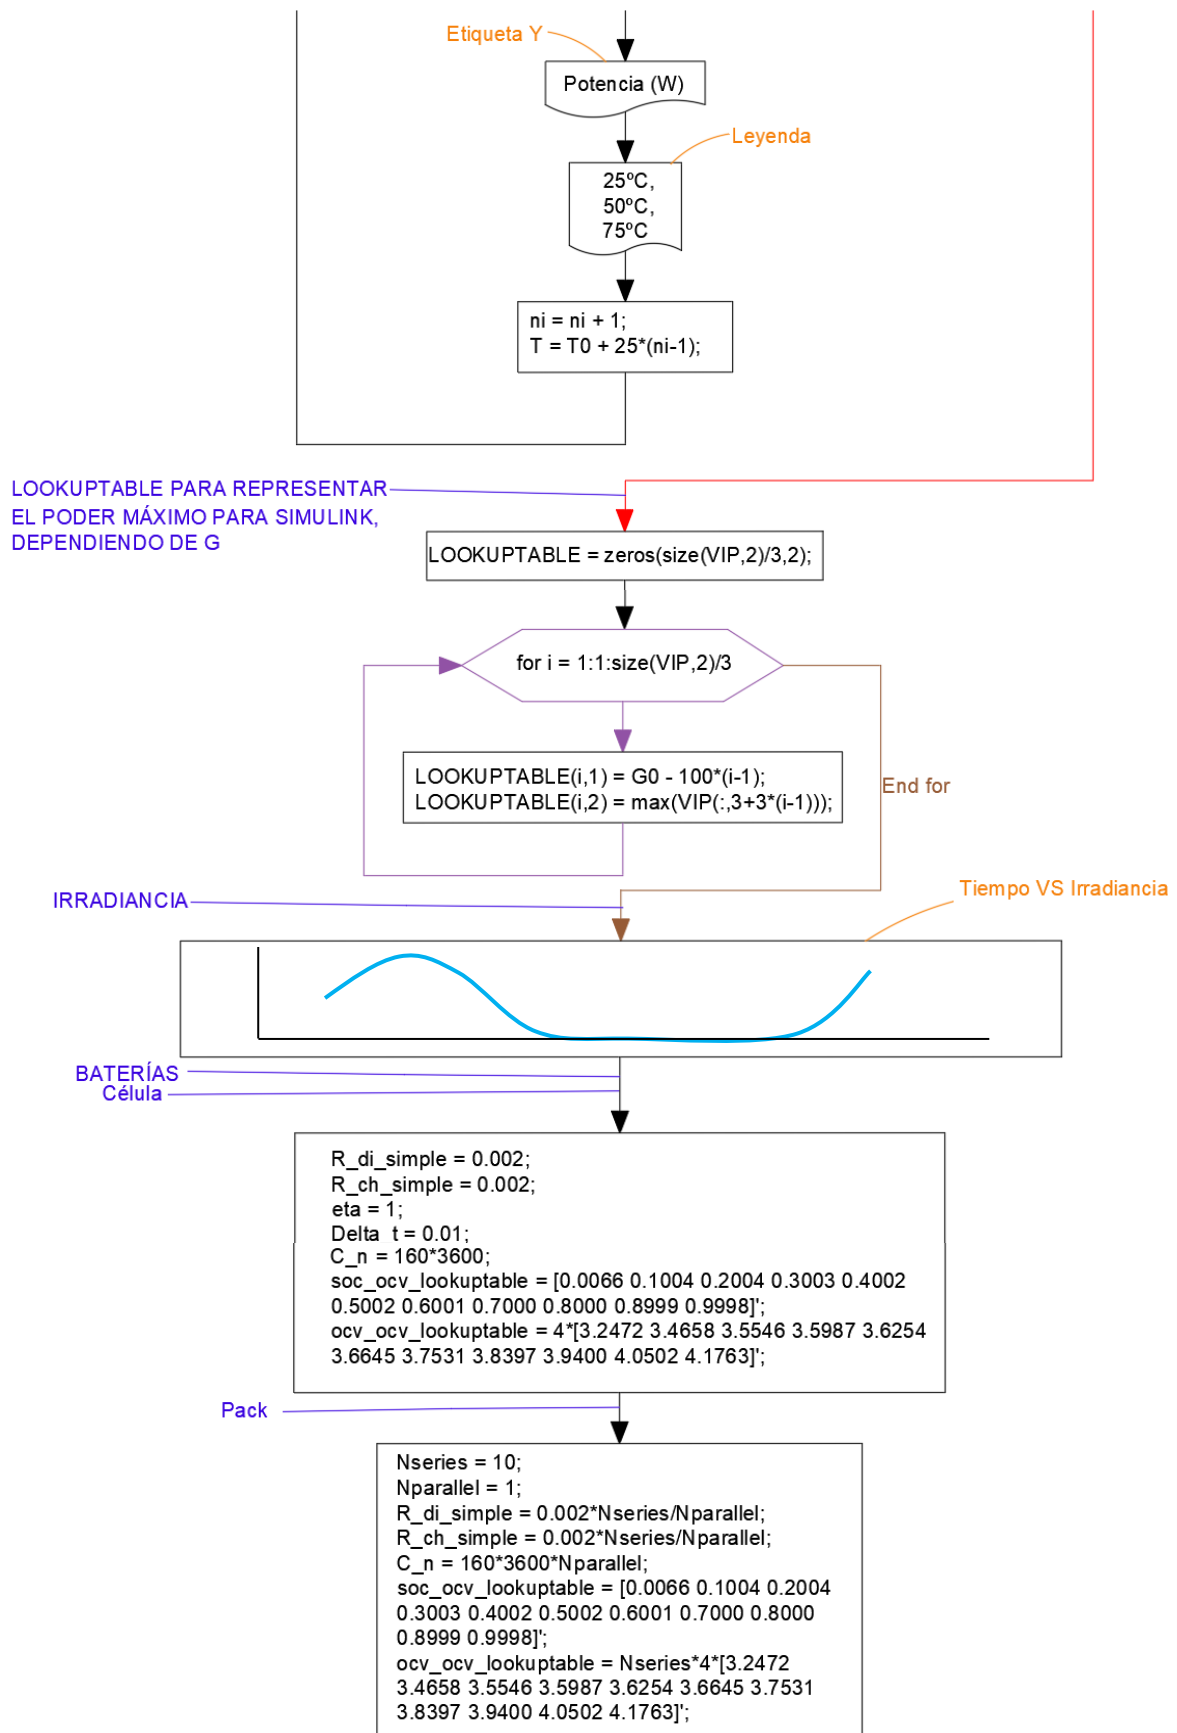 Etiqueta Y
Potencia (W)
Leyenda
25ºC,
50ºC,
75ºC
ni = ni + 1;
T = T0 + 25*(ni-1);
LOOKUPTABLE PARA REPRESENTAR
EL PODER MÁXIMO PARA SIMULINK,
DEPENDIENDO DE G
LOOKUPTABLE = zeros(size(VIP,2)/3,2);
for i = 1:1:size(VIP,2)/3
LOOKUPTABLE(i,1) = G0 - 100*(i-1);
LOOKUPTABLE(i,2) = max(VIP(:,3+3*(i-1)));
End for
IRRADIANCIA
Tiempo VS Irradiancia
BATERÍAS
Célula
R_di_simple = 0.002;
R_ch_simple = 0.002;
eta = 1;
Delta_t = 0.01;
C_n = 160*3600;
soc_ocv_lookuptable = [0.0066 0.1004 0.2004 0.3003 0.4002
0.5002 0.6001 0.7000 0.8000 0.8999 0.9998]';
ocv_ocv_lookuptable = 4*[3.2472 3.4658 3.5546 3.5987 3.6254
3.6645 3.7531 3.8397 3.9400 4.0502 4.1763]';
Pack
Nseries = 10;
Nparallel = 1;
R_di_simple = 0.002*Nseries/Nparallel;
R_ch_simple = 0.002*Nseries/Nparallel;
C_n = 160*3600*Nparallel;
soc_ocv_lookuptable = [0.0066 0.1004 0.2004
0.3003 0.4002 0.5002 0.6001 0.7000 0.8000
0.8999 0.9998]';
ocv_ocv_lookuptable = Nseries*4*[3.2472
3.4658 3.5546 3.5987 3.6254 3.6645 3.7531
3.8397 3.9400 4.0502 4.1763]';